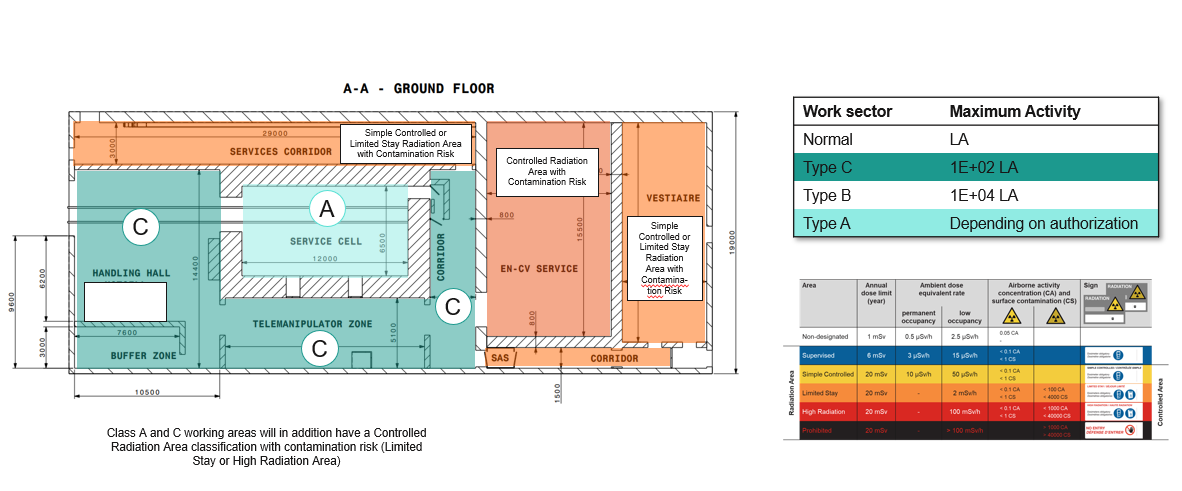 A-A - GROUND FLOOR
29000
3000
SERVICES CORRIDOR
Simple Controlled or
Limited Stay Radiation Area
with Contamination Risk
Controlled Radiation
Area with
Contamination Risk
VESTIAIRE
Simple
Controlled or
Limited Stay
Radiation
Area with
Contamina-
tion Risk
C
A
SERVICE CELL
12000
6500
14400
CORRIDOR
C
800
15500
EN-CV SERVICE
800
19000
9600
6200
3000
HANDLING HALL
7600
BUFFER ZONE
TELEMANIPULATOR ZONE
C
5100
SAS
CORRIDOR
1500
10500
Class A and C working areas will in addition have a Controlled
Radiation Area classification with contamination risk (Limited
Stay or High Radiation Area)
Work sector Maximum Activity
Normal LA
Type C 1E+02 LA
Type B 1E+04 LA
Type A Depending on authorization
Area Annual dose limit (year) Ambient dose equivalent rate Airborne activity concentration (CA) and surface contamination (CS) Sign
permanent occupancy low occupancy
RADIATION
RADIATION
Non-designated 1 mSv 0.5 µSv/h 2.5 µSv/h 0.05 CA -
Supervised 6 mSv 3 µSv/h 15 µSv/h < 0.1 CA < 1 CS
Simple Controlled 20 mSv 10 µSv/h 50 µSv/h < 0.1 CA < 1 CS
Limited Stay 20 mSv - 2 mSv/h < 0.1 CA < 1 CS < 100 CA < 4000 CS
High Radiation 20 mSv - 100 mSv/h < 0.1 CA < 1 CS < 1000 CA < 40000 CS
Prohibited 20 mSv - > 100 mSv/h > 1000 CA > 40000 CS NO ENTRY DÉFENSE D'ENTRER
Radiation Area
Controlled Area